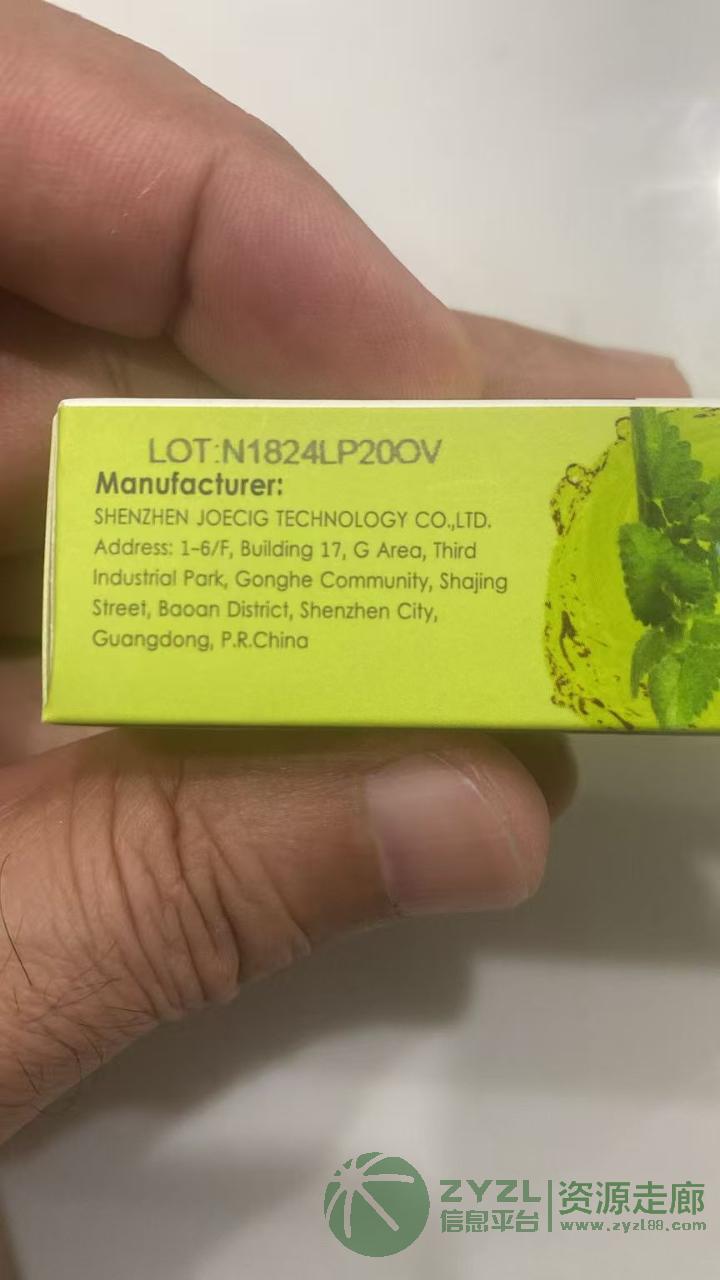 LOT:N1824LP20OV
Manufacturer:
SHENZHEN JOECIG TECHNOLOGY CO.,LTD.
Address: 1-6/F, Building 17, G Area, Third
Industrial Park, Gonghe Community, Shajing
Street, Baoan District, Shenzhen City,
Guangdong, P.R.China
ZYZL
信息平台
资源走廊
www.zyzl88.com